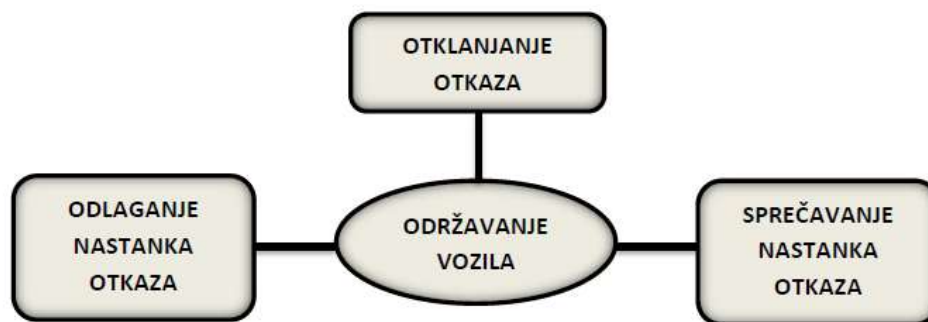 OTKLANJANJE
OTKAZA
ODLAGANJE
NASTANKA
OTKAZA
ODRŽAVANJE
VOZILA
SPREČAVANJE
NASTANKA
OTKAZA